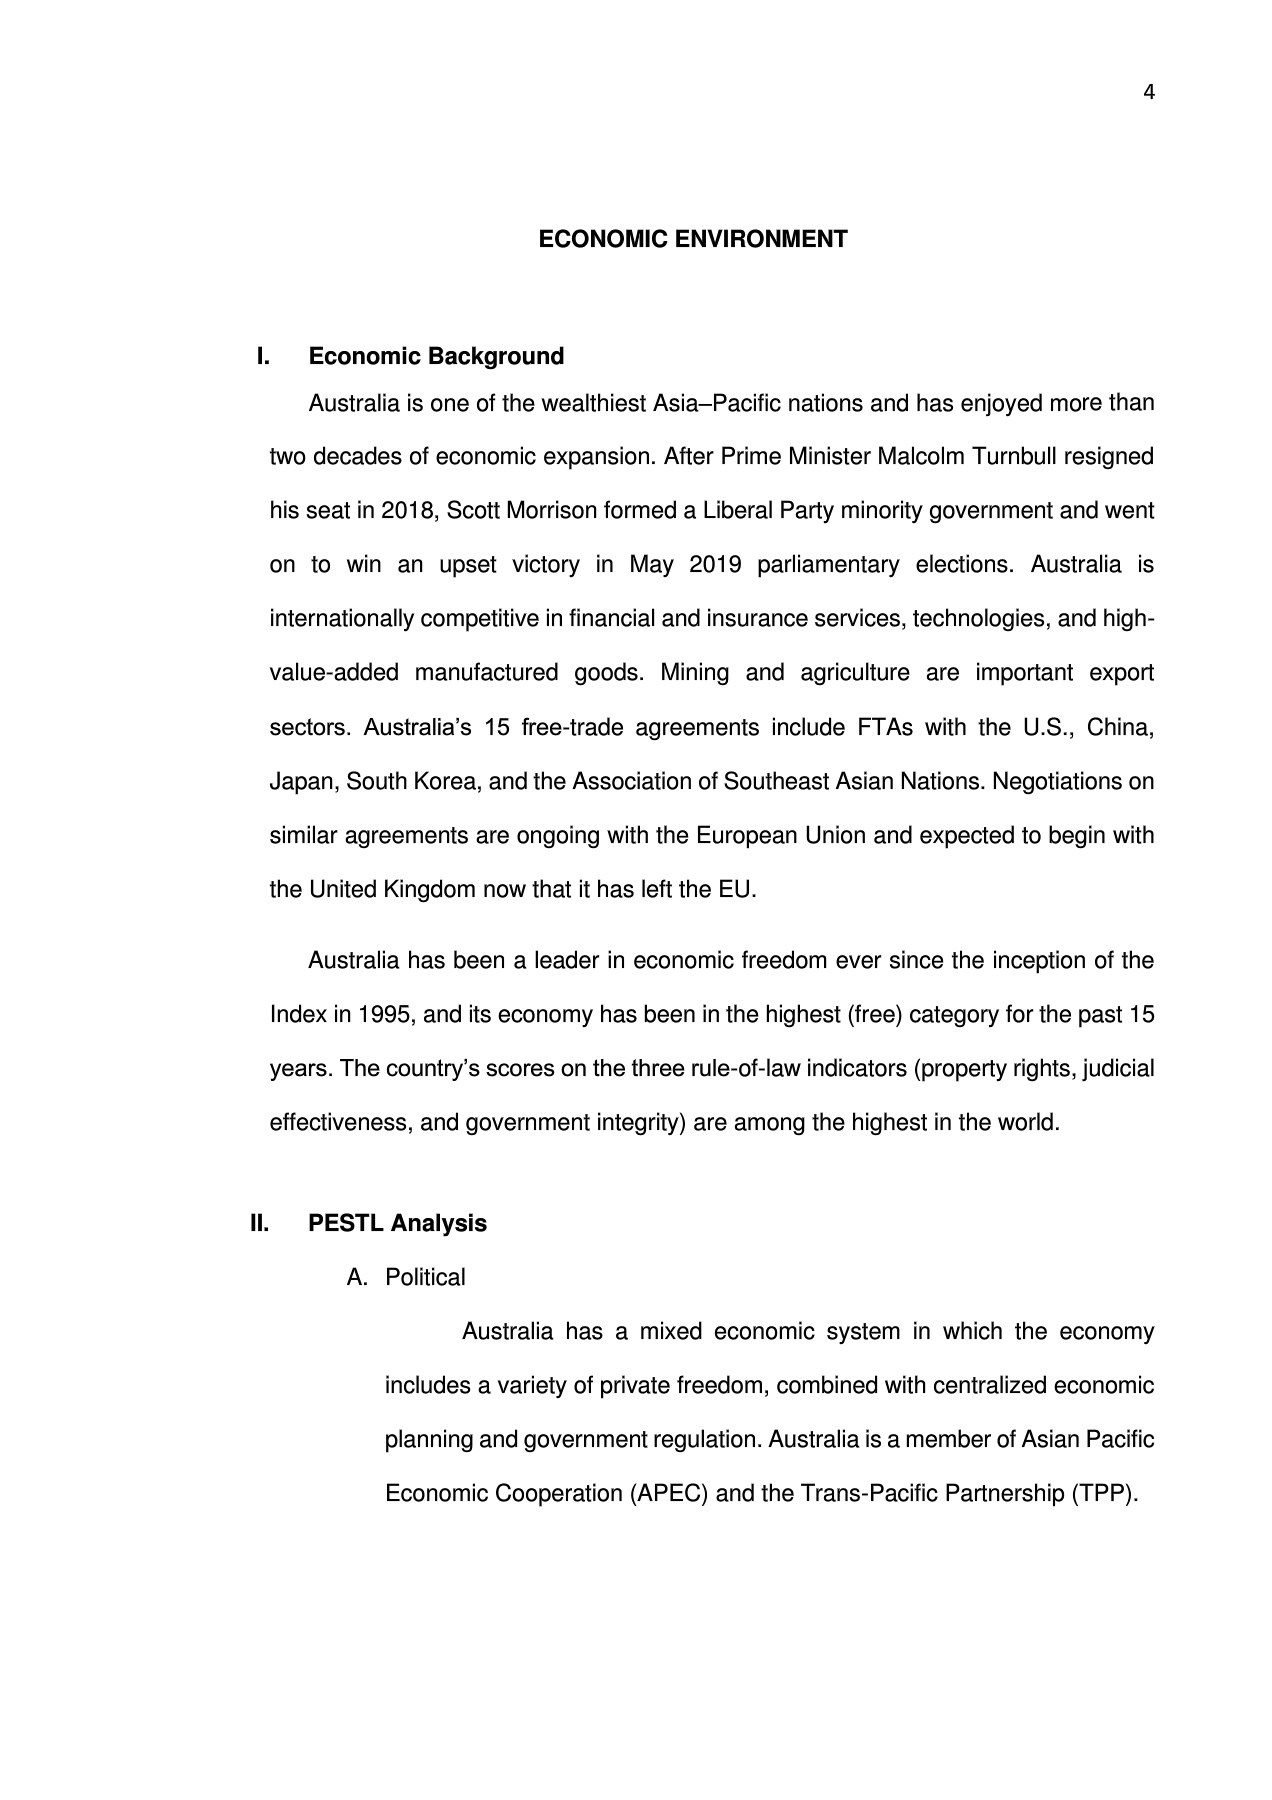 4
ECONOMIC ENVIRONMENT
I. Economic Background
Australia is one of the wealthiest Asia–Pacific nations and has enjoyed more than
two decades of economic expansion. After Prime Minister Malcolm Turnbull resigned
his seat in 2018, Scott Morrison formed a Liberal Party minority government and went
on to win an upset victory in May 2019 parliamentary elections. Australia is
internationally competitive in financial and insurance services, technologies, and high-
value-added manufactured goods. Mining and agriculture are important export
sectors. Australia’s 15 free-trade agreements include FTAs with the U.S., China,
Japan, South Korea, and the Association of Southeast Asian Nations. Negotiations on
similar agreements are ongoing with the European Union and expected to begin with
the United Kingdom now that it has left the EU.
Australia has been a leader in economic freedom ever since the inception of the
Index in 1995, and its economy has been in the highest (free) category for the past 15
years. The country’s scores on the three rule-of-law indicators (property rights, judicial
effectiveness, and government integrity) are among the highest in the world.
II. PESTL Analysis
A. Political
Australia has a mixed economic system in which the economy
includes a variety of private freedom, combined with centralized economic
planning and government regulation. Australia is a member of Asian Pacific
Economic Cooperation (APEC) and the Trans-Pacific Partnership (TPP).